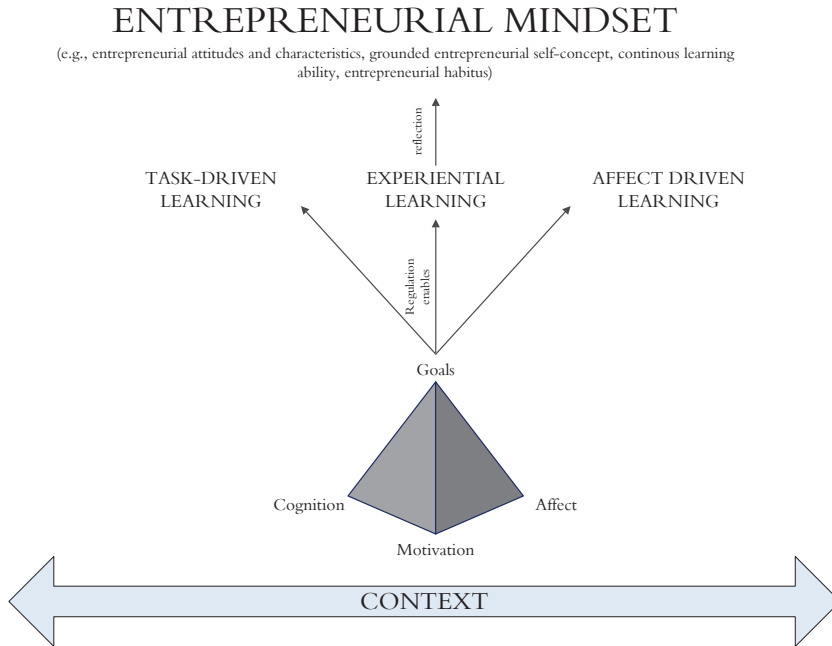 ENTREPRENEURIAL MINDSET
(e.g., entrepreneurial attitudes and characteristics, grounded entrepreneurial self-concept, continous learning
ability, entrepreneurial habitus)
reflection
TASK-DRIVEN
LEARNING
EXPERIENTIAL
LEARNING
AFFECT DRIVEN
LEARNING
Regulation
enables
Goals
Cognition
Affect
Motivation
CONTEXT